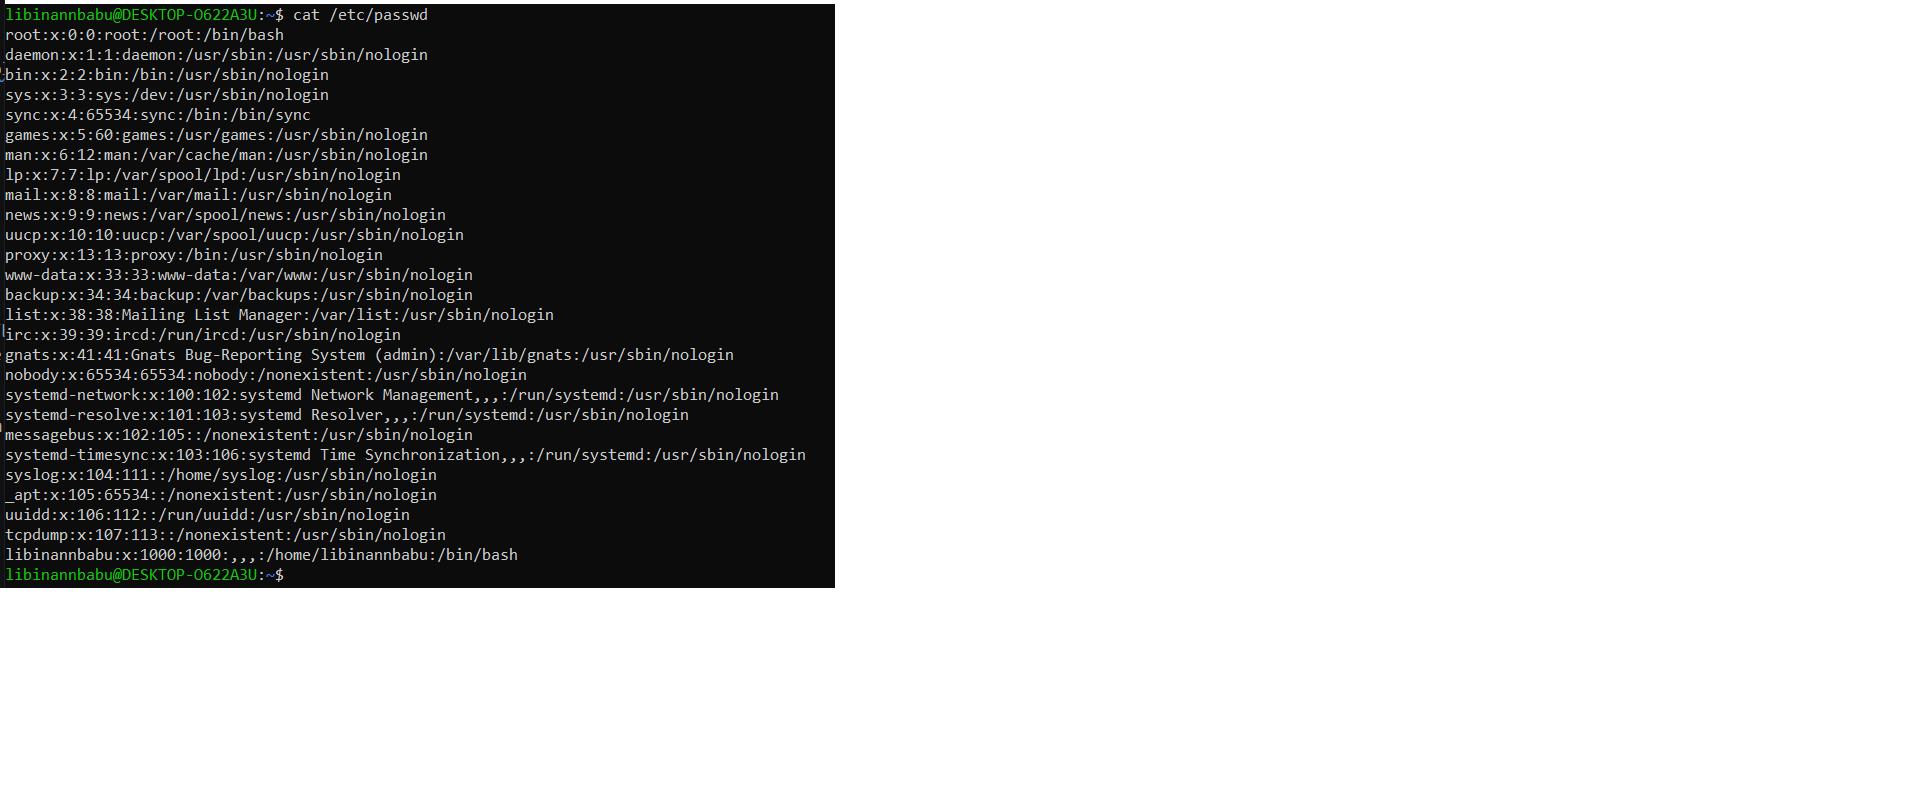 libinannbabu@DESKTOP-O622A3U:~$ cat /etc/passwd
root:x:0:0:root:/root:/bin/bash
daemon:x:1:1:daemon:/usr/sbin:/usr/sbin/nologin
bin:x:2:2:bin:/bin:/usr/sbin/nologin
sys:x:3:3:sys:/dev:/usr/sbin/nologin
sync:x:4:65534:sync:/bin:/bin/sync
games:x:5:60:games:/usr/games:/usr/sbin/nologin
man:x:6:12:man:/var/cache/man:/usr/sbin/nologin
lp:x:7:7:lp:/var/spool/lpd:/usr/sbin/nologin
mail:x:8:8:mail:/var/mail:/usr/sbin/nologin
news:x:9:9:news:/var/spool/news:/usr/sbin/nologin
uucp:x:10:10:uucp:/var/spool/uucp:/usr/sbin/nologin
proxy:x:13:13:proxy:/bin:/usr/sbin/nologin
www-data:x:33:33:www-data:/var/www:/usr/sbin/nologin
backup:x:34:34:backup:/var/backups:/usr/sbin/nologin
list:x:38:38:Mailing List Manager:/var/list:/usr/sbin/nologin
irc:x:39:39:ircd:/run/ircd:/usr/sbin/nologin
gnats:x:41:41:Gnats Bug-Reporting System (admin):/var/lib/gnats:/usr/sbin/nologin
nobody:x:65534:65534:nobody:/nonexistent:/usr/sbin/nologin
systemd-network:x:100:102:systemd Network Management,,,:/run/systemd:/usr/sbin/nologin
systemd-resolve:x:101:103:systemd Resolver,,,:/run/systemd:/usr/sbin/nologin
messagebus:x:102:105::/nonexistent:/usr/sbin/nologin
systemd-timesync:x:103:106:systemd Time Synchronization,,,:/run/systemd:/usr/sbin/nologin
syslog:x:104:111::/home/syslog:/usr/sbin/nologin
_apt:x:105:65534::/nonexistent:/usr/sbin/nologin
uuidd:x:106:112::/run/uuidd:/usr/sbin/nologin
tcpdump:x:107:113::/nonexistent:/usr/sbin/nologin
libinannbabu:x:1000:1000:,,,:/home/libinannbabu:/bin/bash
libinannbabu@DESKTOP-O622A3U:~$